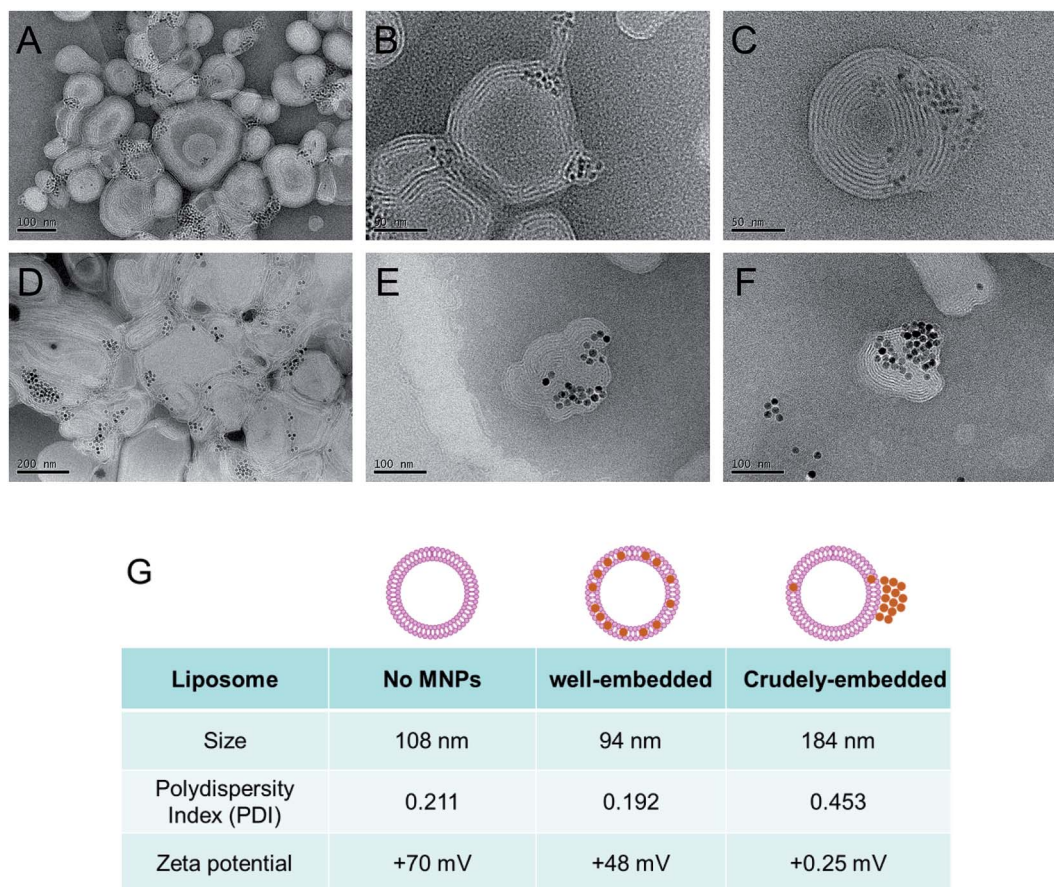 A
B
C
100 nm
50 nm
50 nm
D
E
F
200 nm
100 nm
100 nm
G
Liposome No MNPs well-embedded Crudely-embedded
Size 108 nm 94 nm 184 nm
Polydispersity
Index (PDI) 0.211 0.192 0.453
Zeta potential +70 mV +48 mV +0.25 mV